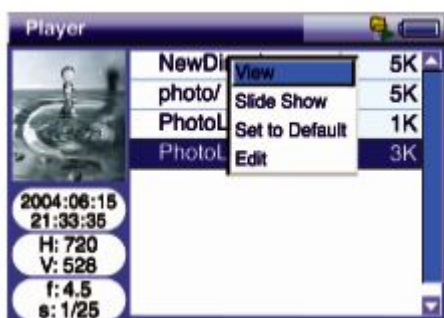 Player
NewDi 5K
photo/ 5K
PhotoL 1K
PhotoL 3K
View
Slide Show
Set to Default
Edit
2004:06:15
21:33:35
H: 720
V: 528
f: 4.5
s: 1/25